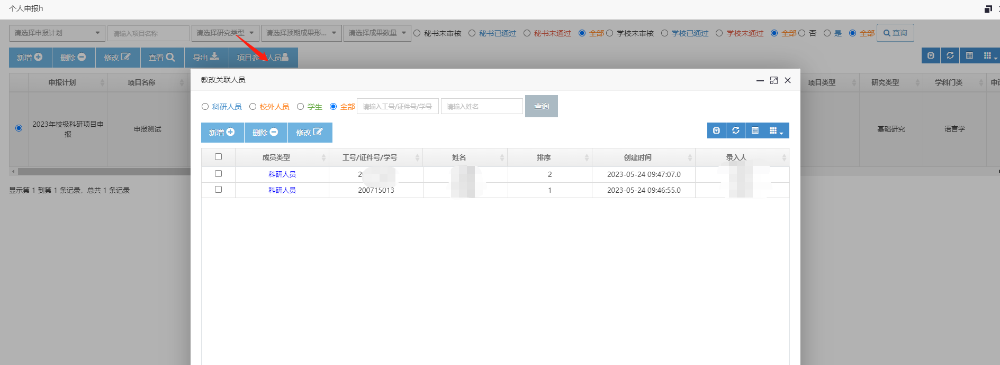 个人申报h
请选择申报计划 请输入项目名称 请选择研究类型 请选择预期成果形... 请选择成果数量 秘书未审核 秘书已通过 秘书未通过 全部 学校未审核 学校已通过 学校未通过 全部 否 是 全部 查询
新增 删除 修改 查看 导出 项目参 人员
申报计划 项目名称 项目类型 研究类型 学科门类
2023年校级科研项目申
报
申报测试 基础研究 语言学
显示第 1 到第 1 条记录，总共 1 条记录
教改关联人员
科研人员 校外人员 学生 全部 请输入工号/证件号/学号 请输入姓名 查询
新增 删除 修改
成员类型 工号/证件号/学号 姓名 排序 创建时间 录入人
科研人员 2 2 2023-05-24 09:47:07.0
科研人员 200715013 1 2023-05-24 09:46:55.0